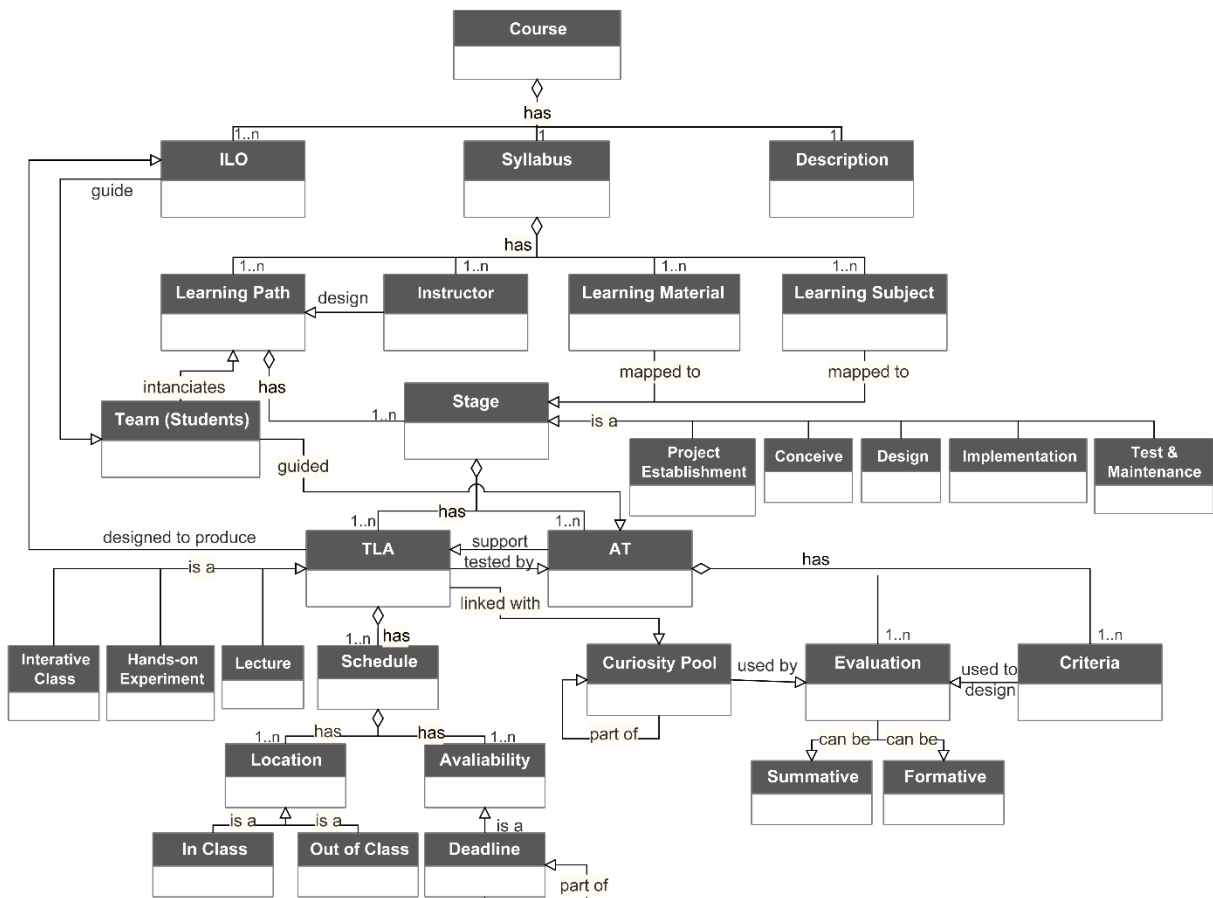 Course
has
1..n
1
1
ILO
Syllabus
Description
guide
has
1..n
1..n
1..n
1..n
Learning Path
design
Instructor
Learning Material
Learning Subject
mapped to
mapped to
intanciates
has
Team (Students)
1..n
Stage
is a
guided
Project
Establishment
Conceive
Design
Implementation
Test &
Maintenance
1..n
has
1..n
designed to produce
TLA
support
AT
tested by
has
is a
linked with
1..n
has
1..n
1..n
Interative
Class
Hands-on
Experiment
Lecture
Schedule
Curiosity Pool
used by
Evaluation
used to
design
Criteria
part of
1..n
has
has
1..n
can be
can be
Location
Avaliability
Summative
Formative
is a
is a
is a
In Class
Out of Class
Deadline
part of